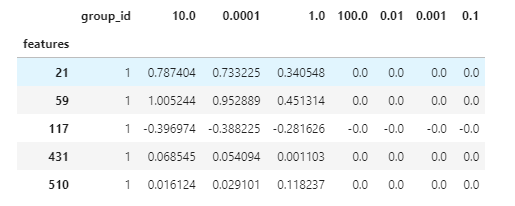 group_id 10.0 0.0001 1.0 100.0 0.01 0.001 0.1
features
21 1 0.787404 0.733225 0.340548 0.0 0.0 0.0 0.0
59 1 1.005244 0.952889 0.451314 0.0 0.0 0.0 0.0
117 1 -0.396974 -0.388225 -0.281626 -0.0 -0.0 -0.0 -0.0
431 1 0.068545 0.054094 0.001103 0.0 0.0 0.0 0.0
510 1 0.016124 0.029101 0.118237 0.0 0.0 0.0 0.0